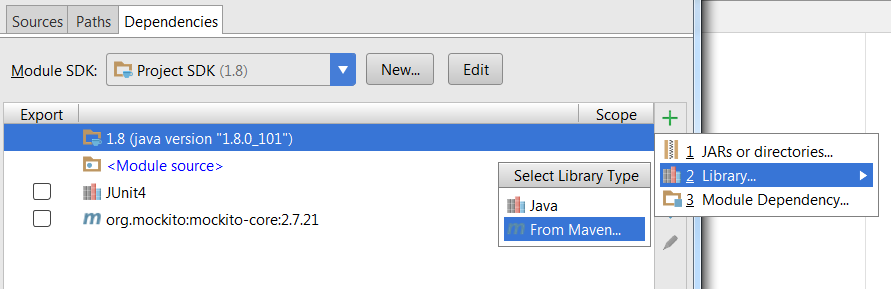 Sources Paths Dependencies
Module SDK: Project SDK (1.8) New... Edit
Export Scope
1.8 (java version "1.8.0_101")
<Module source>
JUnit4
org.mockito:mockito-core:2.7.21
Select Library Type
Java
From Maven...
1 JARs or directories...
2 Library...
3 Module Dependency...